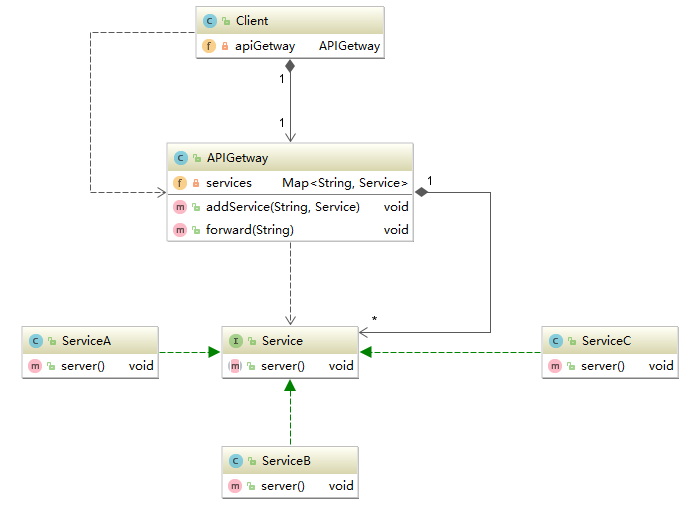 Client
apiGetway APIGetway
1
1
APIGetway
services Map<String, Service>
1
addService(String, Service) void
forward(String) void
*
ServiceA
server() void
Service
server() void
ServiceC
server() void
ServiceB
server() void